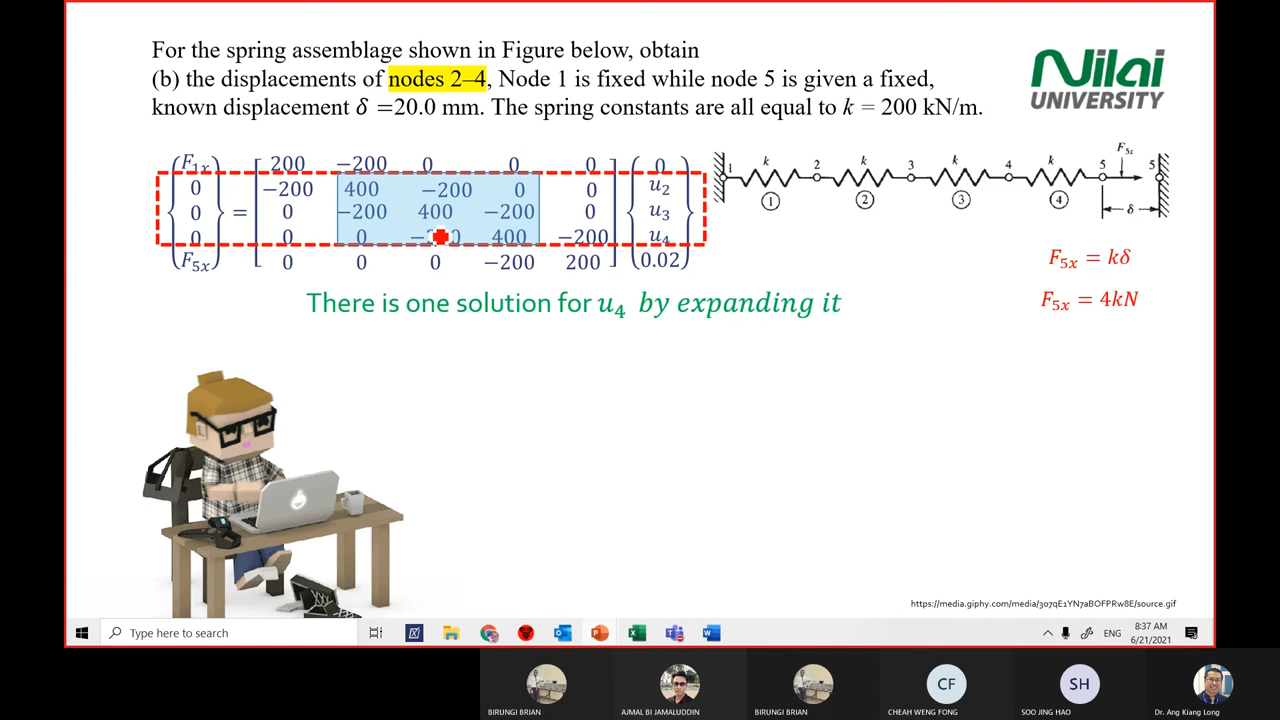 For the spring assemblage shown in Figure below, obtain
(b) the displacements of nodes 2–4, Node 1 is fixed while node 5 is given a fixed,
known displacement δ =20.0 mm. The spring constants are all equal to k = 200 kN/m.
Nilai
UNIVERSITY
F1x 200 −200 0 0 0 0
0 −200 400 −200 0 0 u2
0 = 0 −200 400 −200 0 u3
0 0 0 400 −200 u4
F5x 0 0 0 −200 200 0.02
F5x
k k k k
1 2 3 4 5 5
1 2 3 4
δ
F5x = kδ
F5x = 4kN
There is one solution for u4 by expanding it
https://media.giphy.com/media/307qE1YN7aBOFPRw8E/source.gif
Type here to search
ENG
8:37 AM
6/21/2021
BIRUNGI BRIAN
AJMAL BI JAMALUDDIN
BIRUNGI BRIAN
CF
CHEAH WENG FONG
SH
SOO JING HAO
Dr. Ang Kiang Long